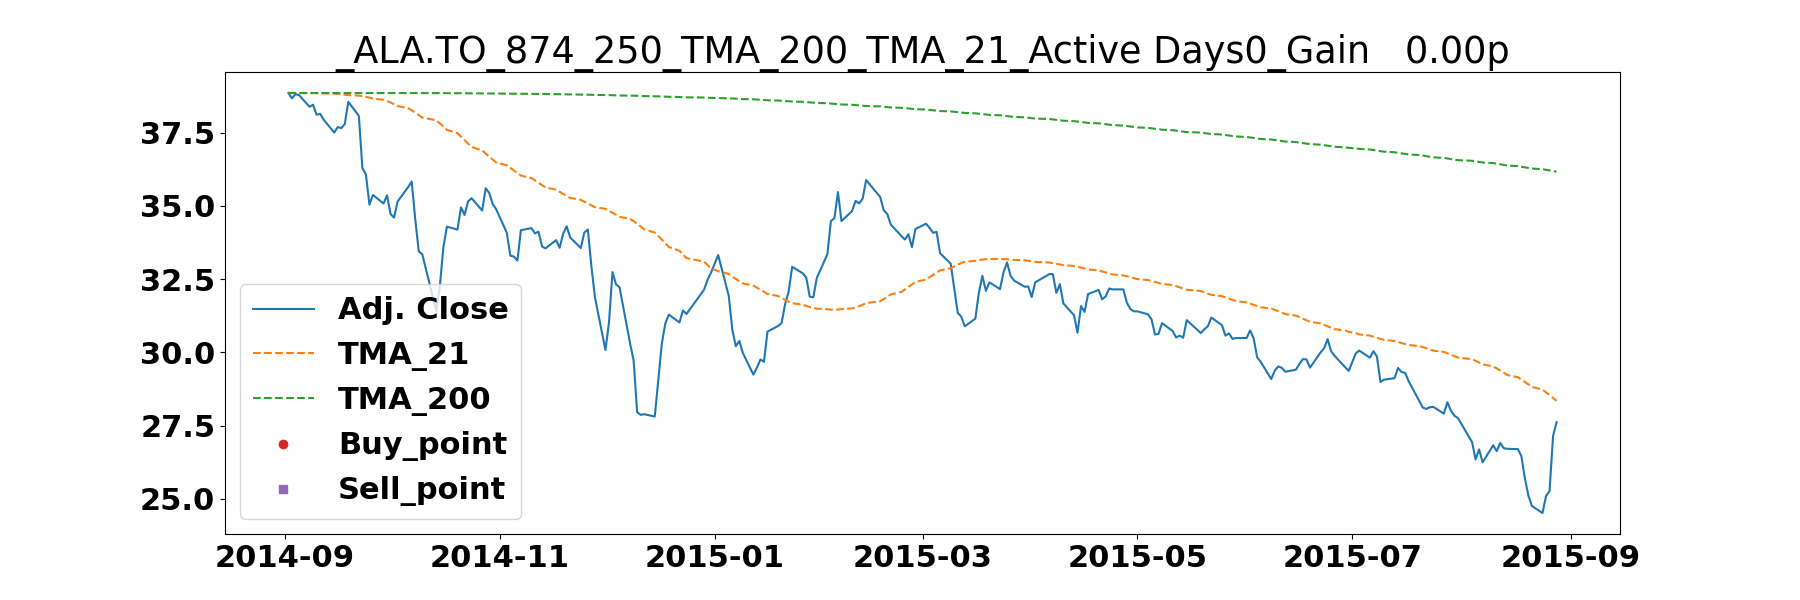 _ALA.TO_874_250_TMA_200_TMA_21_Active Days0_Gain   0.00p
37.5
35.0
32.5
30.0
27.5
25.0
Adj. Close
TMA_21
TMA_200
Buy_point
Sell_point
2014-09 2014-11 2015-01 2015-03 2015-05 2015-07 2015-09